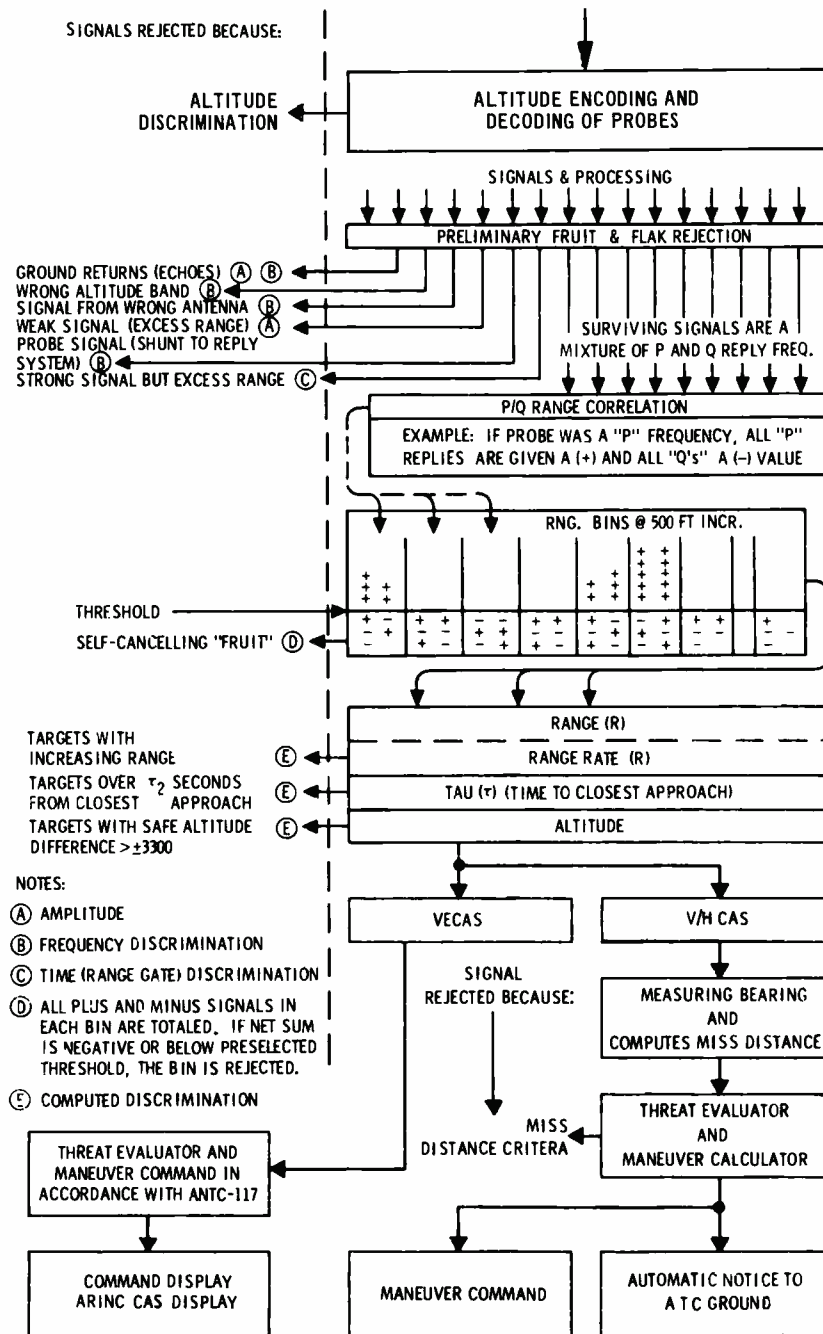 SIGNALS REJECTED BECAUSE:
ALTITUDE
DISCRIMINATION
ALTITUDE ENCODING AND
DECODING OF PROBES
SIGNALS & PROCESSING
PRELIMINARY FRUIT & FLAK REJECTION
GROUND RETURNS (ECHOES) A B
WRONG ALTITUDE BAND B
SIGNAL FROM WRONG ANTENNA B
WEAK SIGNAL (EXCESS RANGE) A
PROBE SIGNAL (SHUNT TO REPLY
SYSTEM) B
STRONG SIGNAL BUT EXCESS RANGE C
SURVIVING SIGNALS ARE A
MIXTURE OF P AND Q REPLY FREQ.
P/Q RANGE CORRELATION
EXAMPLE: IF PROBE WAS A "P" FREQUENCY, ALL "P"
REPLIES ARE GIVEN A (+) AND ALL "Q's" A (-) VALUE
RNG. BINS @ 500 FT INCR.
THRESHOLD
SELF-CANCELLING "FRUIT" D
RANGE (R)
TARGETS WITH
INCREASING RANGE E
RANGE RATE (R)
TARGETS OVER τ2 SECONDS
FROM CLOSEST APPROACH E
TAU (τ) (TIME TO CLOSEST APPROACH)
TARGETS WITH SAFE ALTITUDE
DIFFERENCE >±3300 E
ALTITUDE
NOTES:
A AMPLITUDE
B FREQUENCY DISCRIMINATION
C TIME (RANGE GATE) DISCRIMINATION
D ALL PLUS AND MINUS SIGNALS IN
EACH BIN ARE TOTALED. IF NET SUM
IS NEGATIVE OR BELOW PRESELECTED
THRESHOLD, THE BIN IS REJECTED.
E COMPUTED DISCRIMINATION
VECAS
V/H CAS
SIGNAL
REJECTED BECAUSE:
MEASURING BEARING
AND
COMPUTES MISS DISTANCE
MISS
DISTANCE CRITERA
THREAT EVALUATOR
AND
MANEUVER CALCULATOR
THREAT EVALUATOR AND
MANEUVER COMMAND IN
ACCORDANCE WITH ANTC-117
COMMAND DISPLAY
ARINC CAS DISPLAY
MANEUVER COMMAND
AUTOMATIC NOTICE TO
A T C GROUND